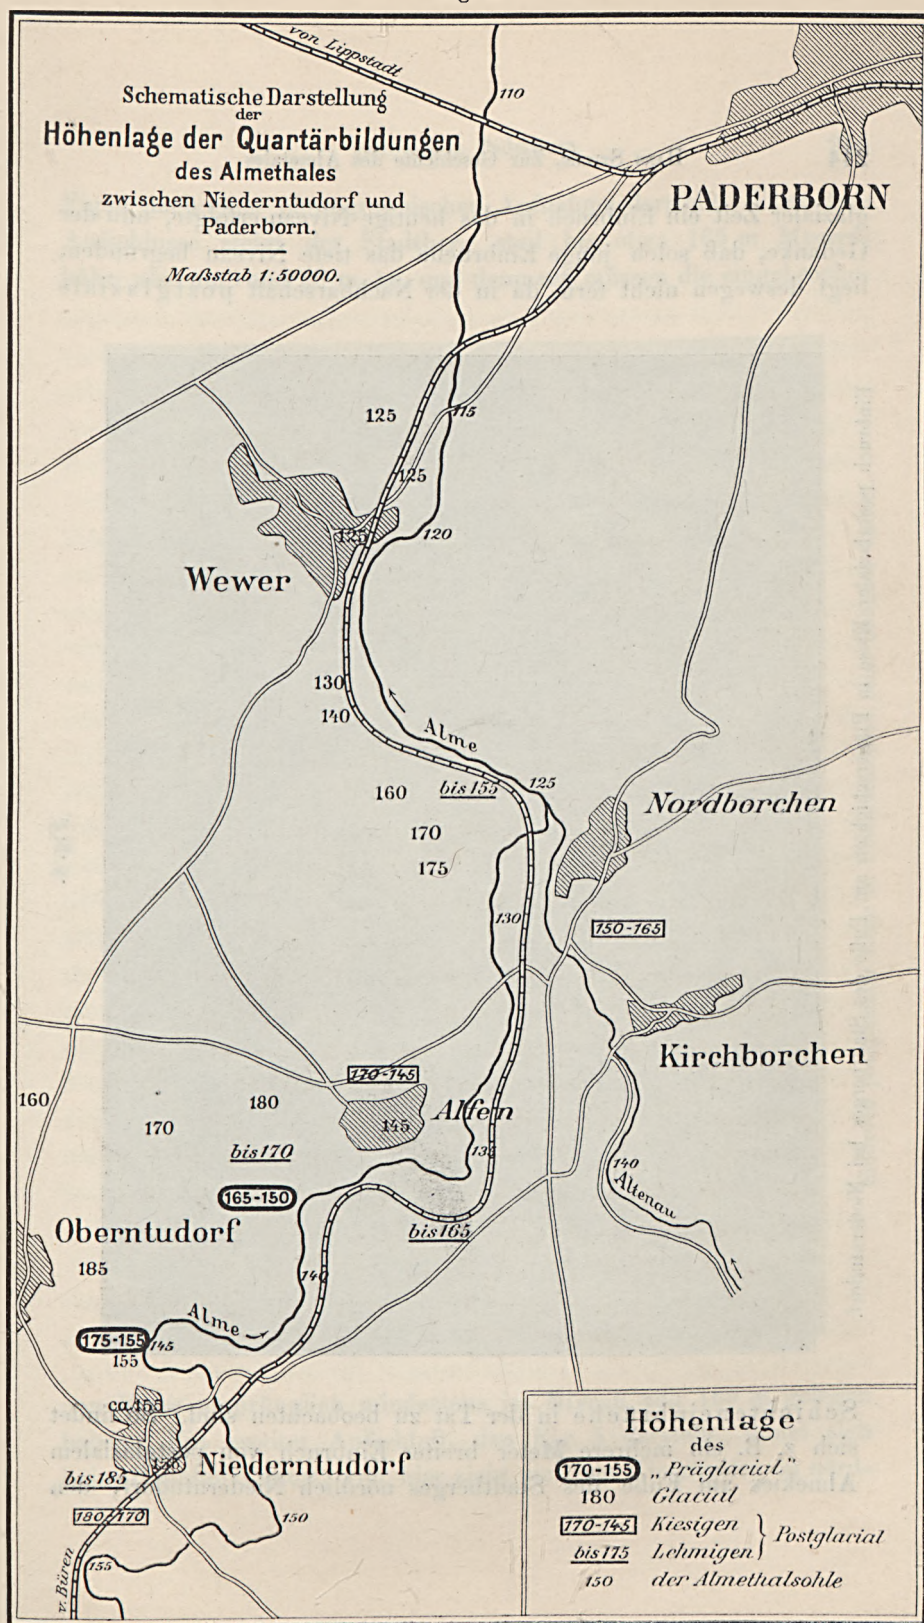 von Lippstadt
110
Schematische Darstellung
der
Höhenlage der Quartärbildungen
des Almethales
zwischen Niederntudorf und
Paderborn.
Maßstab 1:50000.
PADERBORN
125
115
125
120
125
Wewer
130
140
Alme
125
160
bis 155
Nordborchen
170
175
130
150-165
Kirchborchen
170-145
160
180
Alfen
170
145
bis 170
135
140
165-150
Altenau
Oberntudorf
bis 165
185
140
Alme
175-155
145
155
ca 155
Niederntudorf
bis 185
180-170
150
v. Büren
155
Höhenlage
des
170-155 „Präglacial"
180 Glacial
170-145 Kiesigen
Postglacial
bis 175 Lehmigen
150 der Almethalsohle